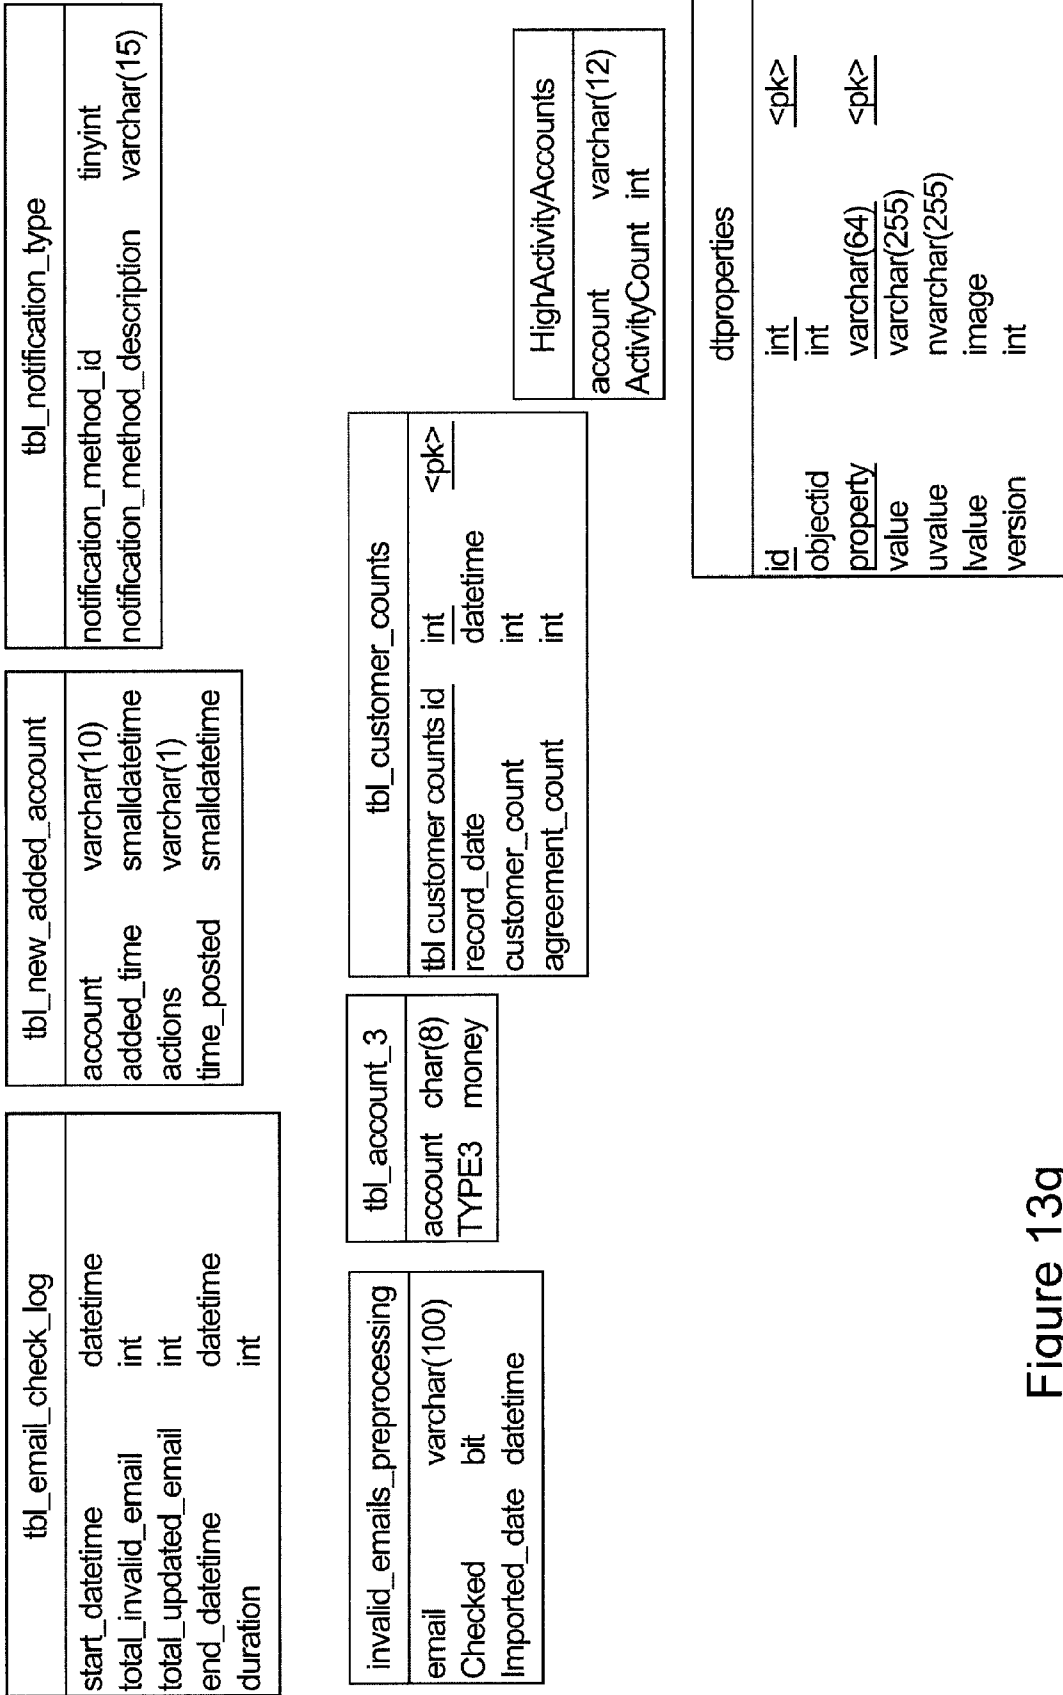 tbl_email_check_log
start_datetime datetime
total_invalid_email int
total_updated_email int
end_datetime datetime
duration int
tbl_new_added_account
account varchar(10)
added_time smalldatetime
actions varchar(1)
time_posted smalldatetime
tbl_notification_type
notification_method_id tinyint
notification_method_description varchar(15)
invalid_emails_preprocessing
email varchar(100)
Checked bit
Imported_date datetime
tbl_account_3
account char(8)
TYPE3 money
tbl_customer_counts
tbl customer counts id int <pk>
record_date datetime
customer_count int
agreement_count int
HighActivityAccounts
account varchar(12)
ActivityCount int
dtproperties
id int <pk>
objectid int
property varchar(64) <pk>
value varchar(255)
uvalue nvarchar(255)
lvalue image
version int
Figure 13q